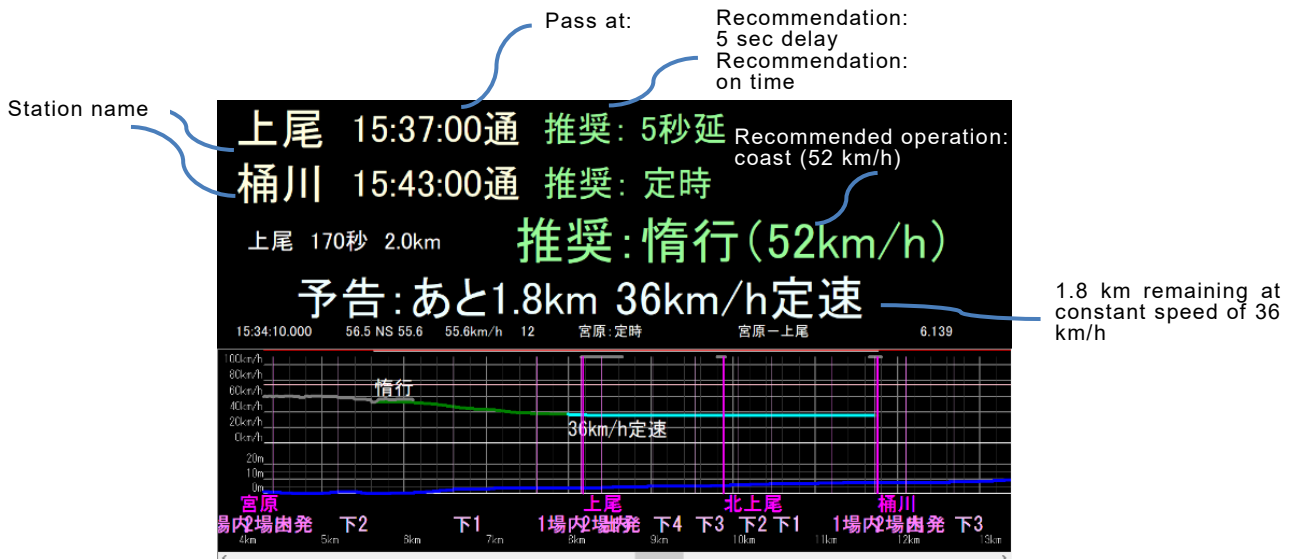 Pass at:
Recommendation:
5 sec delay
Recommendation:
on time
Station name
上尾 15:37:00通 推奨: 5秒延
Recommended operation:
coast (52 km/h)
桶川 15:43:00通 推奨: 定時
上尾 170秒 2.0km 推奨:惰行(52km/h)
予告:あと1.8km 36km/h定速
1.8 km remaining at
constant speed of 36
km/h
15:34:10.000 56.5 NS 55.6 55.6km/h 12 宮原:定時 宮原ー上尾 6.139
100km/h
80km/h
60km/h
惰行
40km/h
20km/h
36km/h定速
0km/h
20m
10m
0m
宮原 上尾 北上尾 桶川
下2 下1 下4 下3 下2 下1 下3
4km 5km 6km 7km 8km 9km 10km 11km 12km 13km